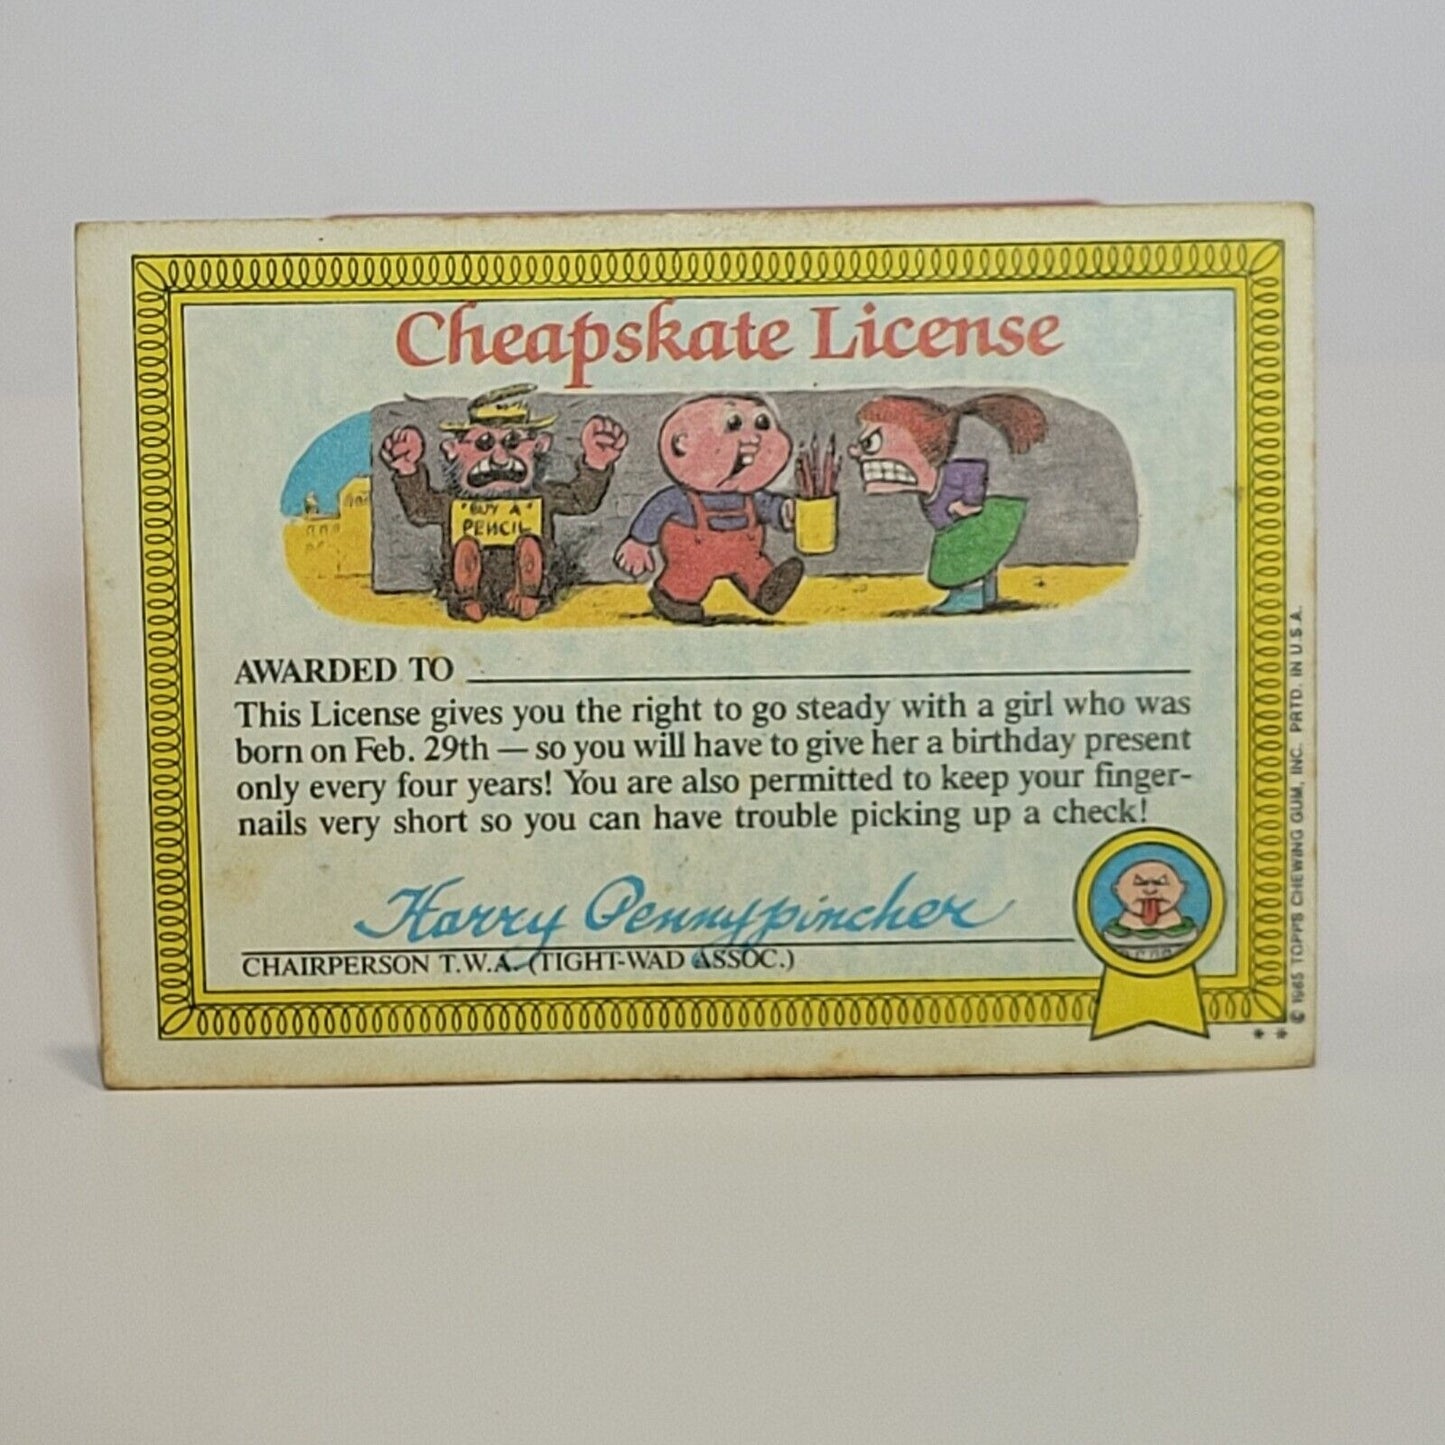 Cheapskate License
"BUY A"
PENCIL
AWARDED TO
This License gives you the right to go steady with a girl who was
born on Feb. 29th — so you will have to give her a birthday present
only every four years! You are also permitted to keep your finger-
nails very short so you can have trouble picking up a check!
Harry Pennypincher
CHAIRPERSON T.W.A. (TIGHT-WAD ASSOC.)
* * © 1985 TOPPS CHEWING GUM, INC. PRTD. IN U.S.A.